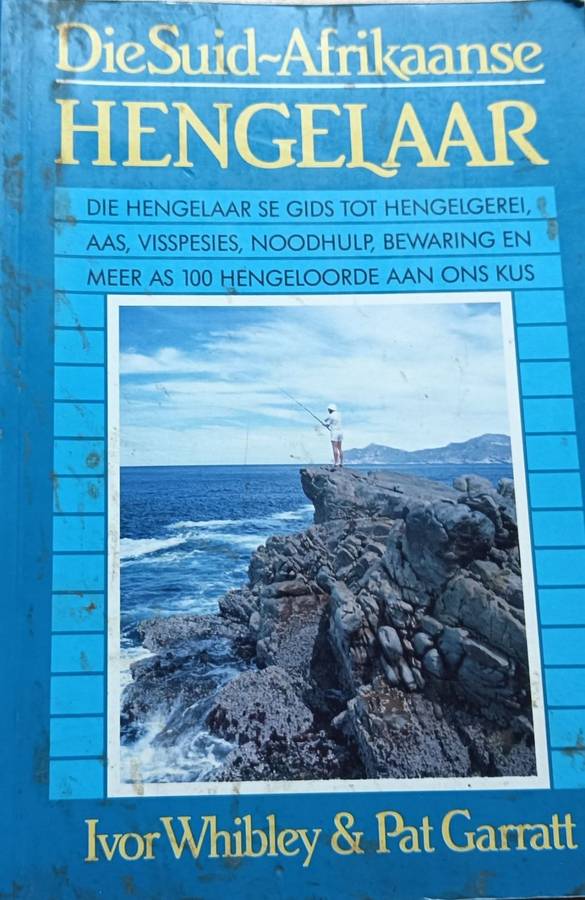 Die Suid-Afrikaanse
HENGELAAR
DIE HENGELAAR SE GIDS TOT HENGELGEREI,
AAS, VISSPESIES, NOODHULP, BEWARING EN
MEER AS 100 HENGELOORDE AAN ONS KUS
Ivor Whibley & Pat Garratt